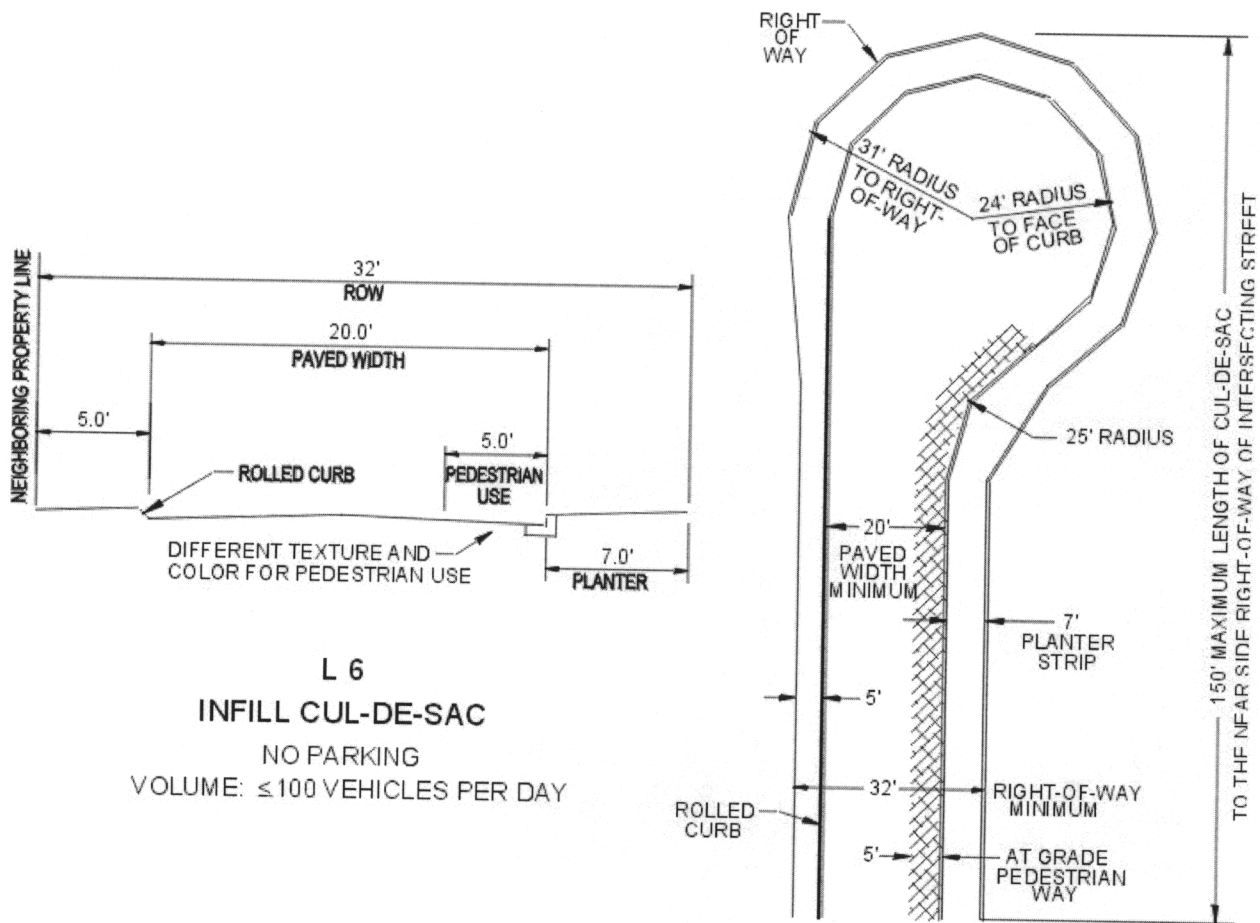 NEIGHBORING PROPERTY LINE
32'
ROW
20.0'
PAVED WIDTH
5.0'
5.0'
PEDESTRIAN
USE
ROLLED CURB
DIFFERENT TEXTURE AND
COLOR FOR PEDESTRIAN USE
7.0'
PLANTER
L 6
INFILL CUL-DE-SAC
NO PARKING
VOLUME: ≤100 VEHICLES PER DAY
RIGHT
OF
WAY
31' RADIUS
TO RIGHT-
OF-WAY
24' RADIUS
TO FACE
OF CURB
25' RADIUS
20'
PAVED
WIDTH
MINIMUM
7'
PLANTER
STRIP
5'
32'
RIGHT-OF-WAY
MINIMUM
ROLLED
CURB
5'
AT GRADE
PEDESTRIAN
WAY
150' MAXIMUM LENGTH OF CUL-DE-SAC
TO THE NEAR SIDE RIGHT-OF-WAY OF INTERSECTING STREET